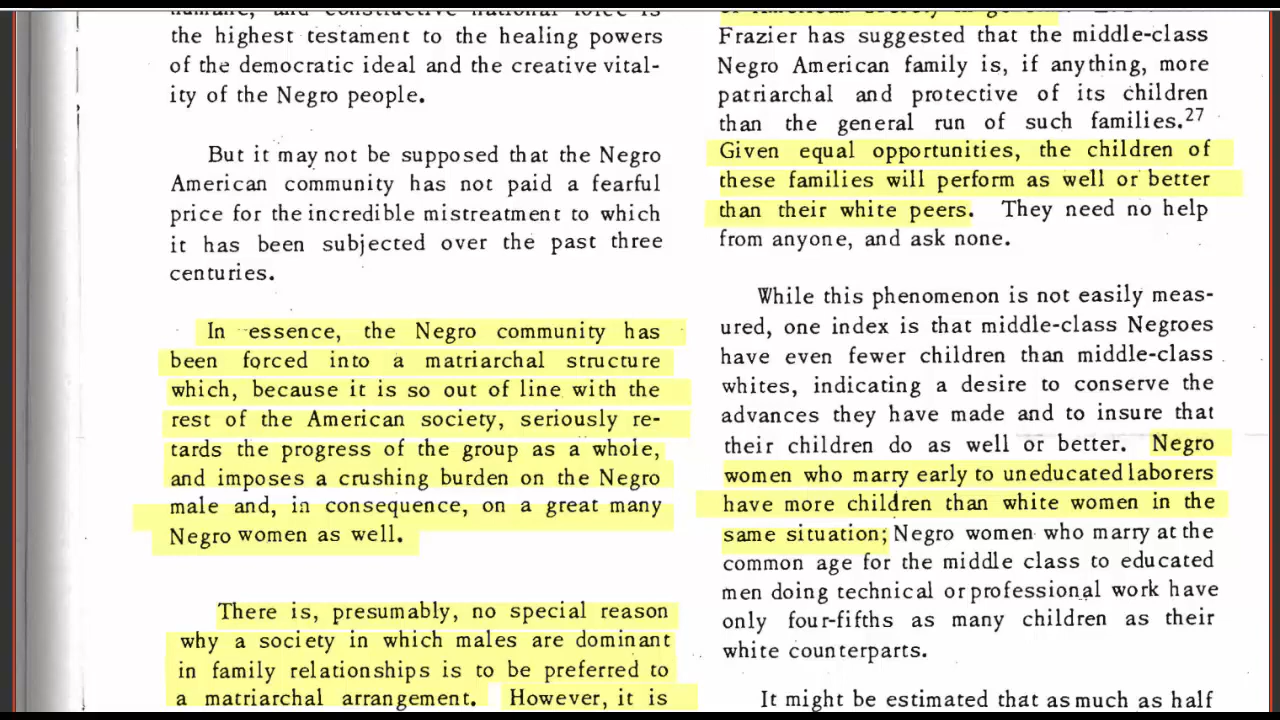 humane, and constructive national force is
the highest testament to the healing powers
of the democratic ideal and the creative vital-
ity of the Negro people.
But it may not be supposed that the Negro
American community has not paid a fearful
price for the incredible mistreatment to which
it has been subjected over the past three
centuries.
In essence, the Negro community has
been forced into a matriarchal structure
which, because it is so out of line with the
rest of the American society, seriously re-
tards the progress of the group as a whole,
and imposes a crushing burden on the Negro
male and, in consequence, on a great many
Negro women as well.
There is, presumably, no special reason
why a society in which males are dominant
in family relationships is to be preferred to
a matriarchal arrangement. However, it is
of American society in general.
Frazier has suggested that the middle-class
Negro American family is, if anything, more
patriarchal and protective of its children
than the general run of such families.27
Given equal opportunities, the children of
these families will perform as well or better
than their white peers. They need no help
from anyone, and ask none.
While this phenomenon is not easily meas-
ured, one index is that middle-class Negroes
have even fewer children than middle-class
whites, indicating a desire to conserve the
advances they have made and to insure that
their children do as well or better. Negro
women who marry early to uneducated laborers
have more children than white women in the
same situation; Negro women who marry at the
common age for the middle class to educated
men doing technical or professional work have
only four-fifths as many children as their
white counterparts.
It might be estimated that as much as half